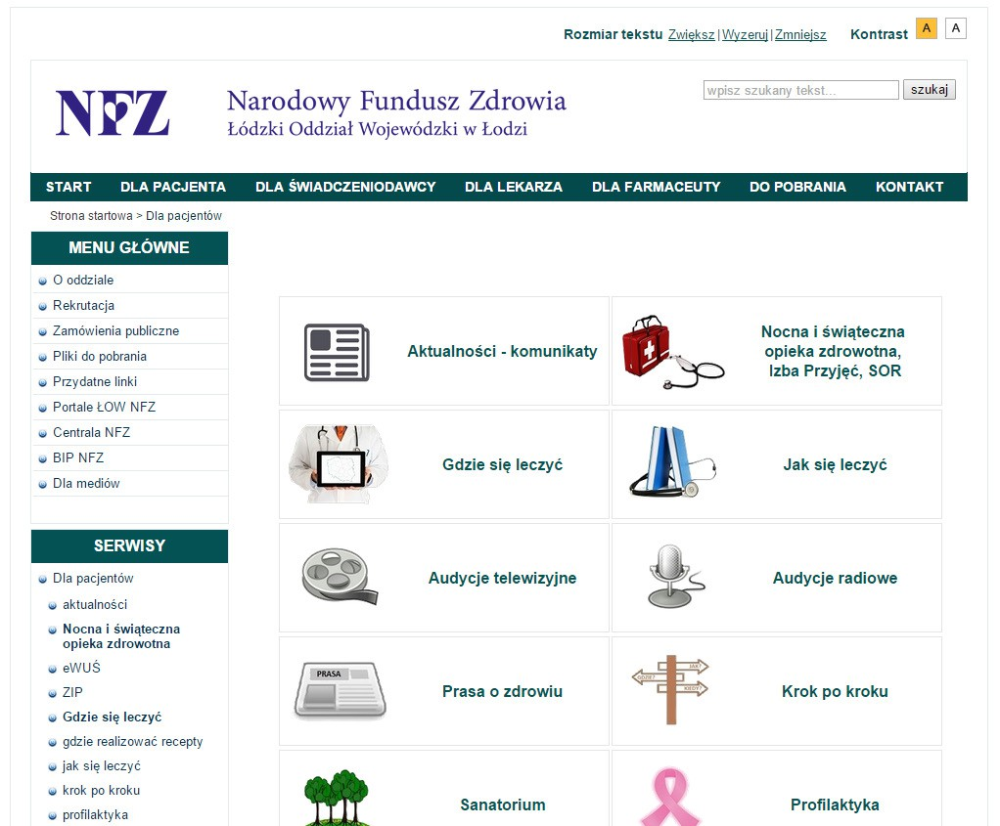 Rozmiar tekstu Zwiększ|Wyzeruj|Zmniejsz Kontrast A A
NFZ
Narodowy Fundusz Zdrowia
Łódzki Oddział Wojewódzki w Łodzi
wpisz szukany tekst... szukaj
START DLA PACJENTA DLA ŚWIADCZENIODAWCY DLA LEKARZA DLA FARMACEUTY DO POBRANIA KONTAKT
Strona startowa > Dla pacjentów
MENU GŁÓWNE
O oddziale
Rekrutacja
Zamówienia publiczne
Pliki do pobrania
Przydatne linki
Portale ŁOW NFZ
Centrala NFZ
BIP NFZ
Dla mediów
SERWISY
Dla pacjentów
aktualności
Nocna i świąteczna
opieka zdrowotna
eWUŚ
ZIP
Gdzie się leczyć
gdzie realizować recepty
jak się leczyć
krok po kroku
profilaktyka
Aktualności - komunikaty
Nocna i świąteczna
opieka zdrowotna,
Izba Przyjęć, SOR
Gdzie się leczyć
Jak się leczyć
Audycje telewizyjne
Audycje radiowe
PRASA
Prasa o zdrowiu
JAK?
GDZIE?
KIEDY?
Krok po kroku
Sanatorium
Profilaktyka